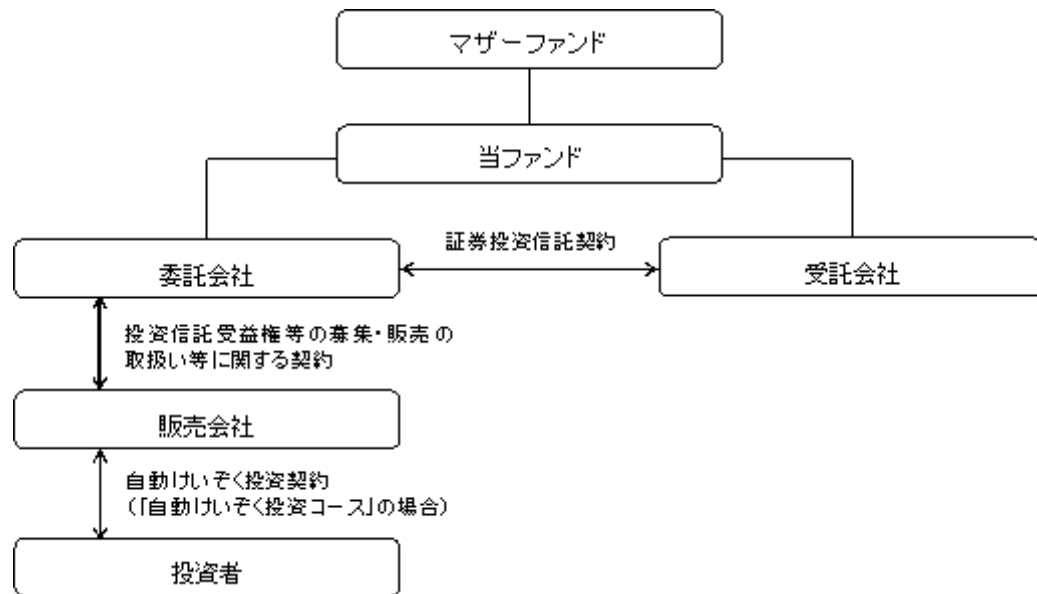 マザーファンド
当ファンド
証券投資信託契約
委託会社
受託会社
投資信託受益権等の募集・販売の
取扱い等に関する契約
販売会社
自動けいぞく投資契約
(「自動けいぞく投資コース」の場合)
投資者